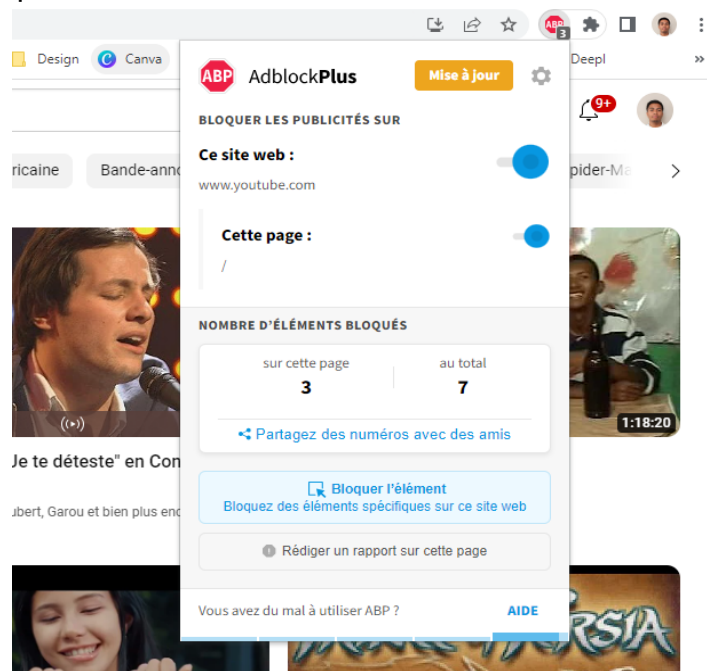 3
Design
Canva
Deepl
»
ABP AdblockPlus
Mise à jour
9+
BLOQUER LES PUBLICITÉS SUR
Ce site web :
www.youtube.com
ricaine
Bande-anno
pider-Ma
Cette page :
/
NOMBRE D'ÉLÉMENTS BLOQUÉS
sur cette page
au total
3
7
Partagez des numéros avec des amis
1:18:20
Je te déteste" en Con
Bloquer l'élément
Bloquez des éléments spécifiques sur ce site web
ubert, Garou et bien plus enc
Rédiger un rapport sur cette page
Vous avez du mal à utiliser ABP ?
AIDE
RSIA